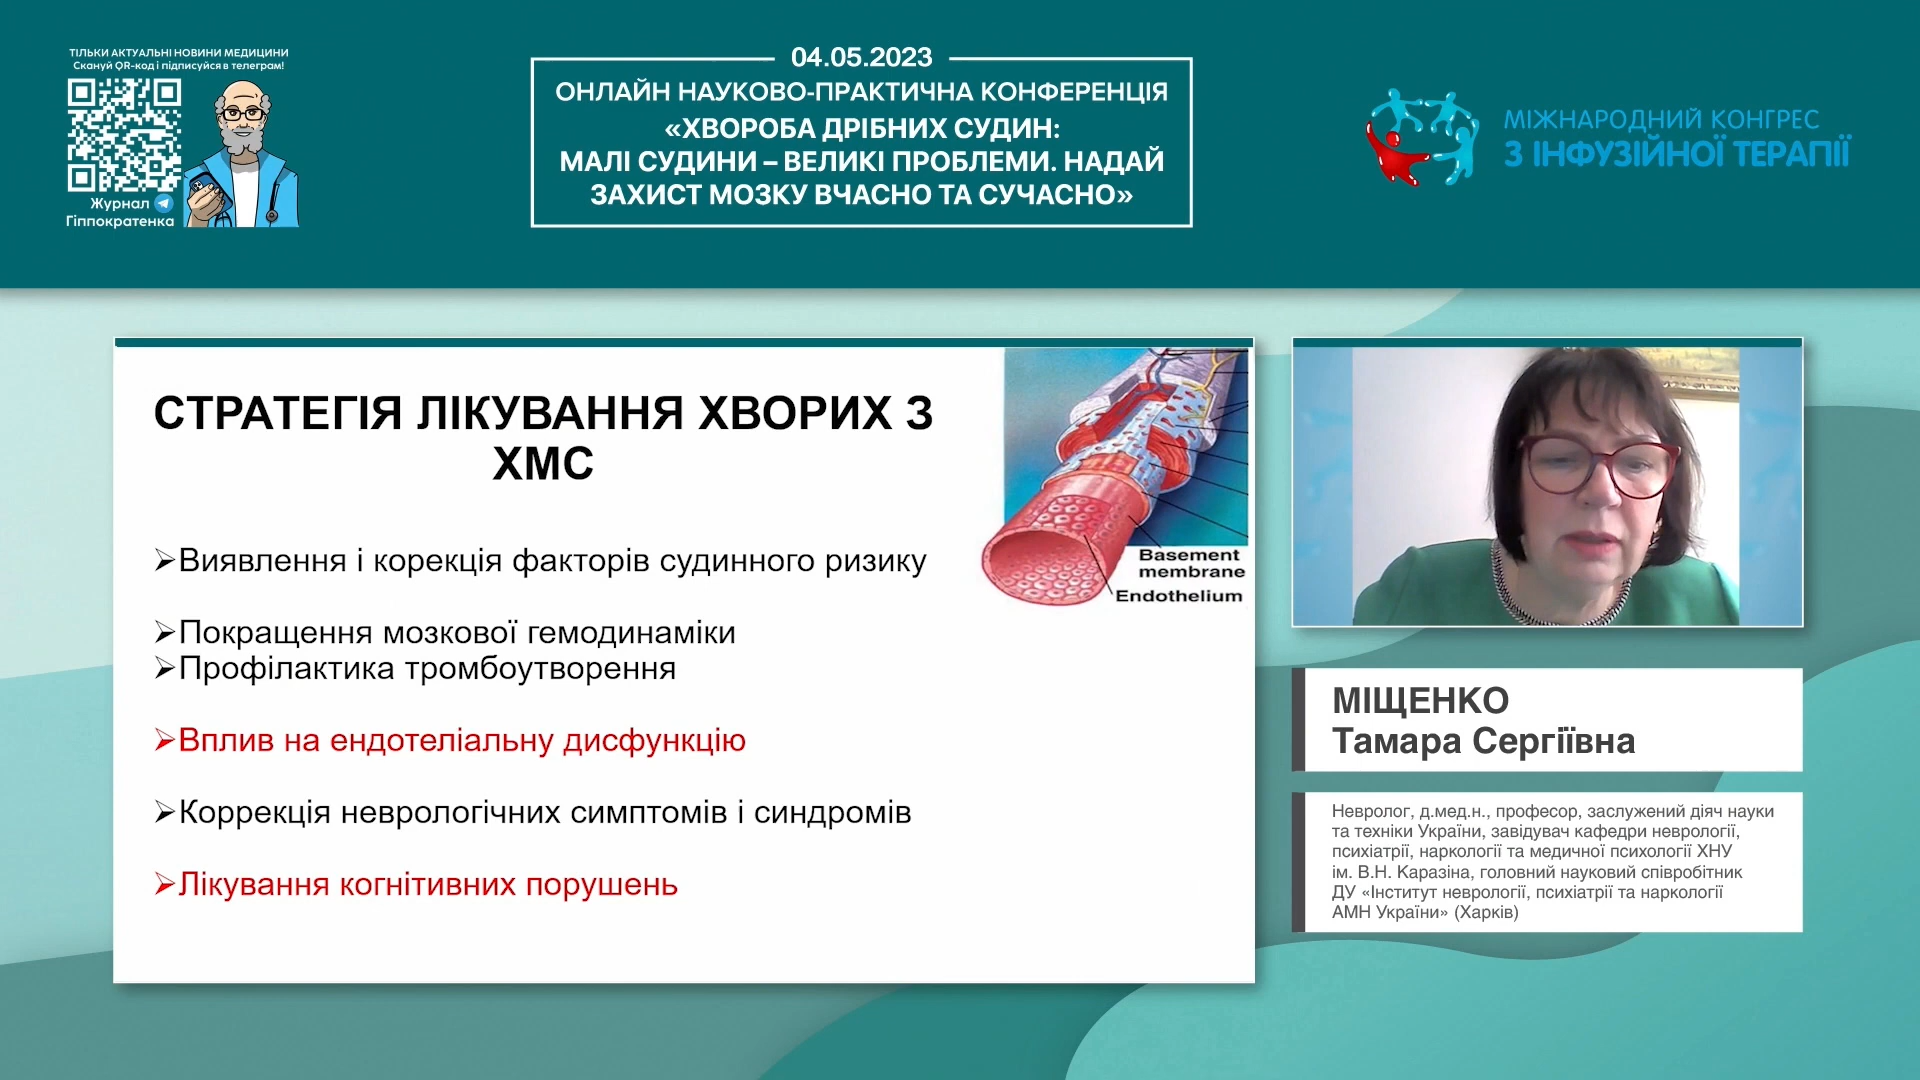 ТІЛЬКИ АКТУАЛЬНІ НОВИНИ МЕДИЦИНИ
Скануй QR-код і підписуйся в телеграм!
Журнал
Гіппократенка
04.05.2023
ОНЛАЙН НАУКОВО-ПРАКТИЧНА КОНФЕРЕНЦІЯ
«ХВОРОБА ДРІБНИХ СУДИН:
МАЛІ СУДИНИ – ВЕЛИКІ ПРОБЛЕМИ. НАДАЙ
ЗАХИСТ МОЗКУ ВЧАСНО ТА СУЧАСНО»
МІЖНАРОДНИЙ КОНГРЕС
З ІНФУЗІЙНОЇ ТЕРАПІЇ
СТРАТЕГІЯ ЛІКУВАННЯ ХВОРИХ З
ХМС
➢Виявлення і корекція факторів судинного ризику
➢Покращення мозкової гемодинаміки
➢Профілактика тромбоутворення
➢Вплив на ендотеліальну дисфункцію
➢Коррекція неврологічних симптомів і синдромів
➢Лікування когнітивних порушень
Basement
membrane
Endothelium
МІЩЕНКО
Тамара Сергіївна
Невролог, д.мед.н., професор, заслужений діяч науки
та техніки України, завідувач кафедри неврології,
психіатрії, наркології та медичної психології ХНУ
ім. В.Н. Каразіна, головний науковий співробітник
ДУ «Інститут неврології, психіатрії та наркології
АМН України» (Харків)